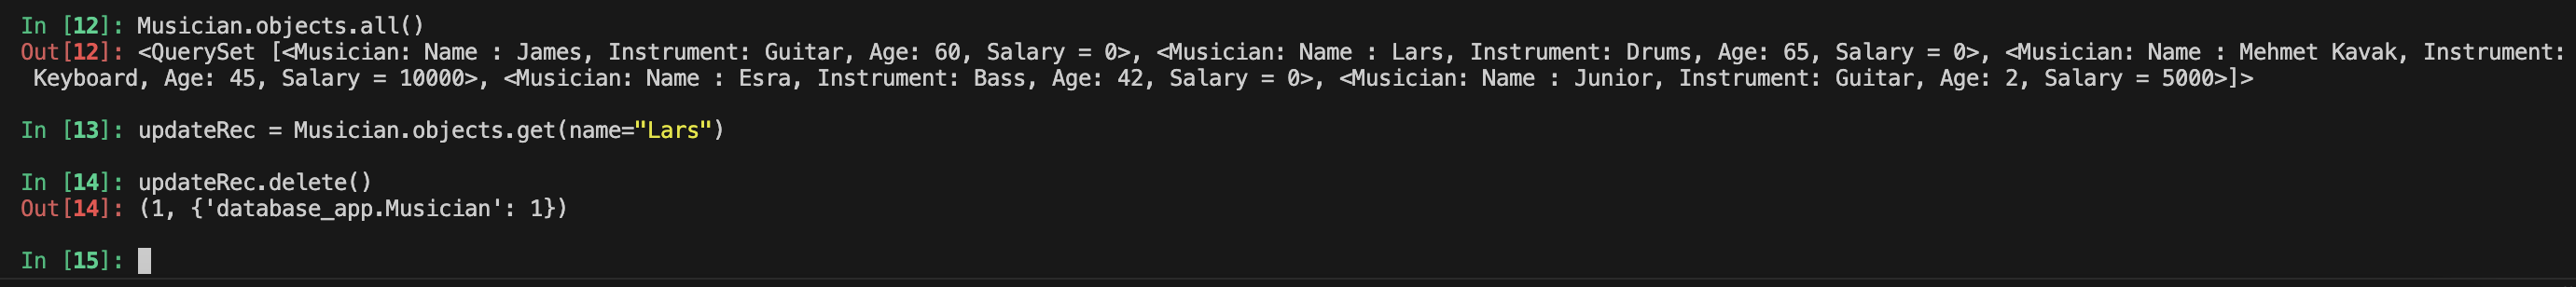 In [12]: Musician.objects.all()
Out[12]: <QuerySet [<Musician: Name : James, Instrument: Guitar, Age: 60, Salary = 0>, <Musician: Name : Lars, Instrument: Drums, Age: 65, Salary = 0>, <Musician: Name : Mehmet Kavak, Instrument:
Keyboard, Age: 45, Salary = 10000>, <Musician: Name : Esra, Instrument: Bass, Age: 42, Salary = 0>, <Musician: Name : Junior, Instrument: Guitar, Age: 2, Salary = 5000>]>
In [13]: updateRec = Musician.objects.get(name="Lars")
In [14]: updateRec.delete()
Out[14]: (1, {'database_app.Musician': 1})
In [15]: